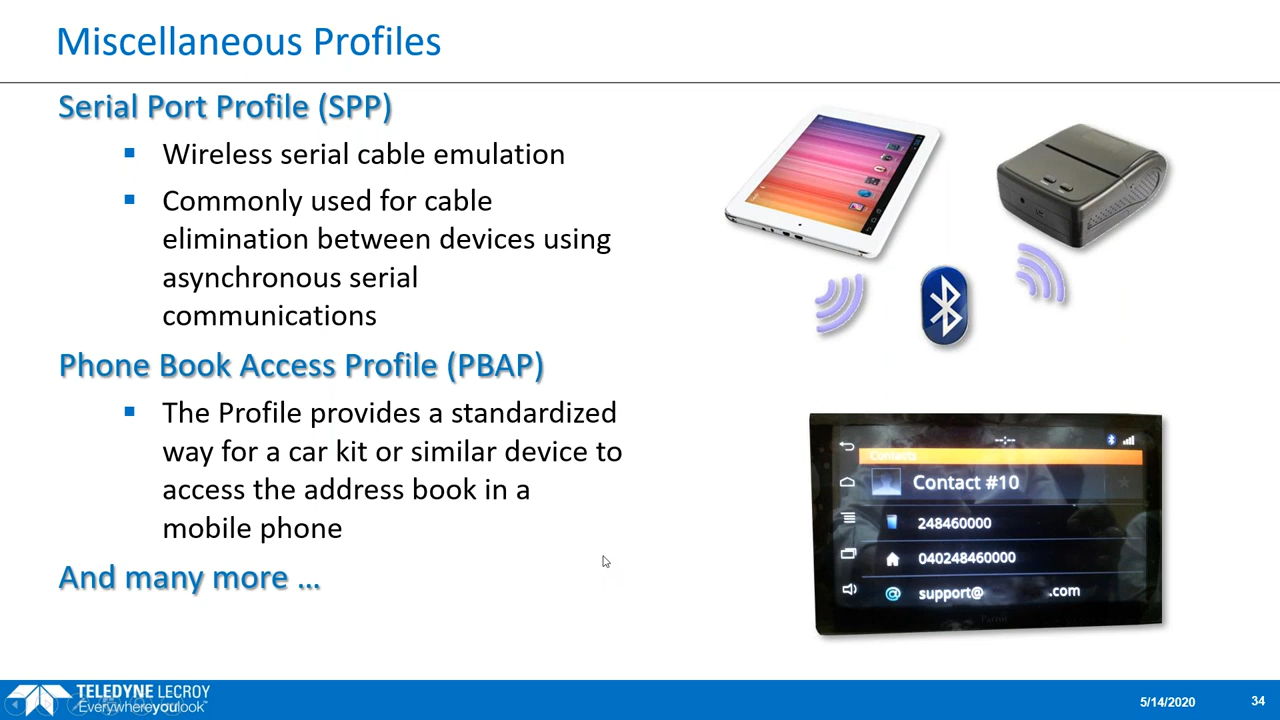 Miscellaneous Profiles
Serial Port Profile (SPP)
Wireless serial cable emulation
Commonly used for cable
elimination between devices using
asynchronous serial
communications
Phone Book Access Profile (PBAP)
The Profile provides a standardized
way for a car kit or similar device to
access the address book in a
mobile phone
And many more ...
--:--
Contacts
Contact #10
248460000
040248460000
support@ .com
TELEDYNE LECROY
Everywhereyoulook™
5/14/2020
34